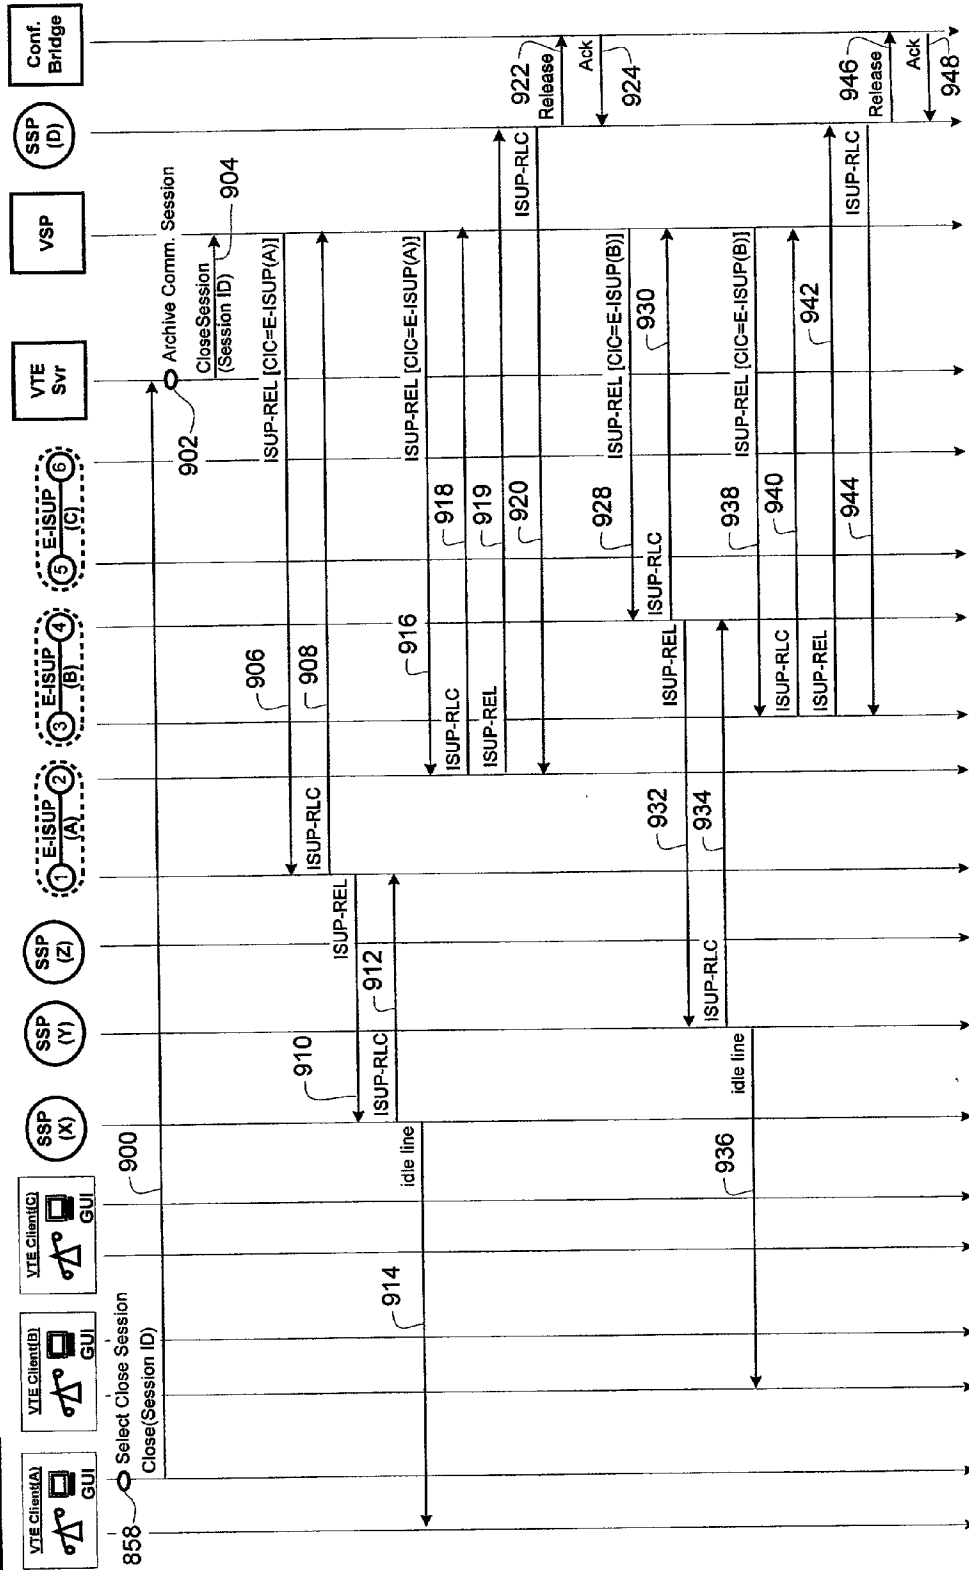 VTE Client(A)
GUI
VTE Client(B)
GUI
VTE Client(C)
GUI
SSP
(X)
SSP
(Y)
SSP
(Z)
1
E-ISUP
(A)
2
3
E-ISUP
(B)
4
5
E-ISUP
(C)
6
VTE
Svr
VSP
SSP
(D)
Conf.
Bridge
858
Select Close Session
Close(Session ID)
900
902
Archive Comm. Session
CloseSession
(Session ID)
904
ISUP-REL [CIC=E-ISUP(A)]
906
ISUP-RLC
908
ISUP-REL
910
ISUP-RLC
912
idle line
914
ISUP-REL [CIC=E-ISUP(A)]
916
ISUP-RLC
918
ISUP-REL
919
ISUP-RLC
920
922
Release
Ack
924
ISUP-REL [CIC=E-ISUP(B)]
928
ISUP-RLC
930
ISUP-REL
932
ISUP-RLC
934
idle line
936
ISUP-REL [CIC=E-ISUP(B)]
938
ISUP-RLC
940
ISUP-REL
942
ISUP-RLC
944
946
Release
Ack
948